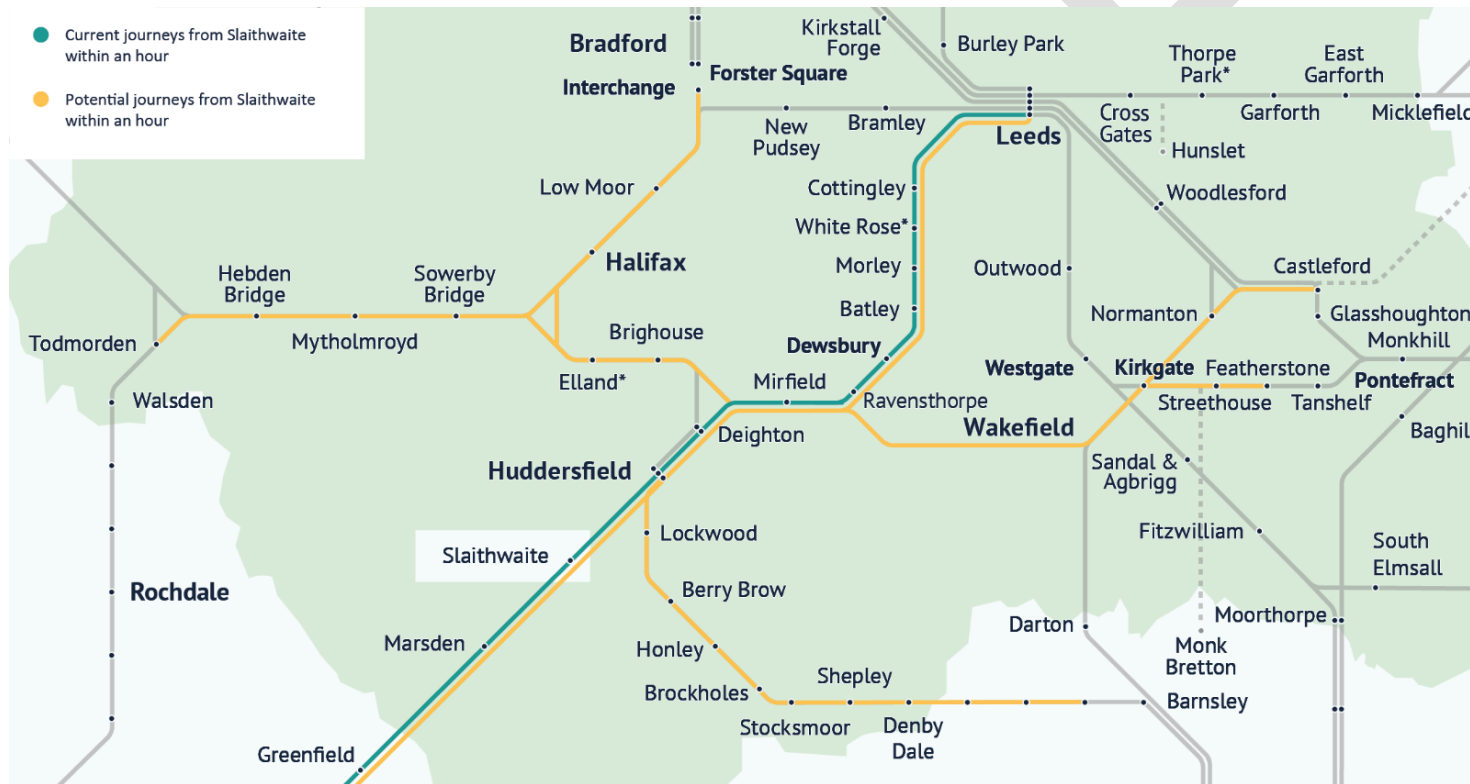 Current journeys from Slaithwaite
within an hour
Potential journeys from Slaithwaite
within an hour
Bradford
Interchange
Forster Square
Kirkstall
Forge
Burley Park
Thorpe
Park*
East
Garforth
New
Pudsey
Bramley
Leeds
Cross
Gates
Garforth
Micklefield
Hunslet
Low Moor
Cottingley
Woodlesford
White Rose*
Halifax
Morley
Outwood
Castleford
Hebden
Bridge
Sowerby
Bridge
Batley
Normanton
Glasshoughton
Todmorden
Mytholmroyd
Brighouse
Dewsbury
Monkhill
Elland*
Mirfield
Westgate
Kirkgate
Featherstone
Pontefract
Walsden
Ravensthorpe
Streethouse
Tanshelf
Deighton
Wakefield
Baghil
Huddersfield
Sandal &
Agbrigg
Slaithwaite
Lockwood
Fitzwilliam
South
Elmsall
Rochdale
Berry Brow
Marsden
Honley
Darton
Moorthorpe
Monk
Bretton
Brockholes
Shepley
Barnsley
Stocksmoor
Denby
Dale
Greenfield